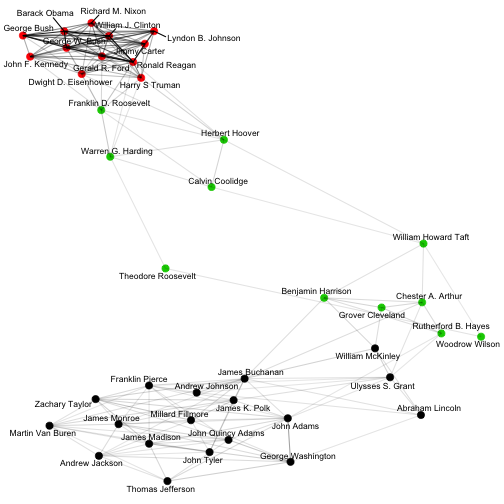 Richard M. Nixon
Barack Obama
George Bush
William J. Clinton
Lyndon B. Johnson
George W. Bush
Jimmy Carter
John F. Kennedy
Gerald R. Ford
Ronald Reagan
Dwight D. Eisenhower
Harry S Truman
Franklin D. Roosevelt
Herbert Hoover
Warren G. Harding
Calvin Coolidge
William Howard Taft
Theodore Roosevelt
Benjamin Harrison
Chester A. Arthur
Grover Cleveland
Rutherford B. Hayes
Woodrow Wilson
William McKinley
James Buchanan
Franklin Pierce
Andrew Johnson
Ulysses S. Grant
Zachary Taylor
James K. Polk
Abraham Lincoln
James Monroe
Millard Fillmore
John Adams
Martin Van Buren
James Madison
John Quincy Adams
Andrew Jackson
John Tyler
George Washington
Thomas Jefferson